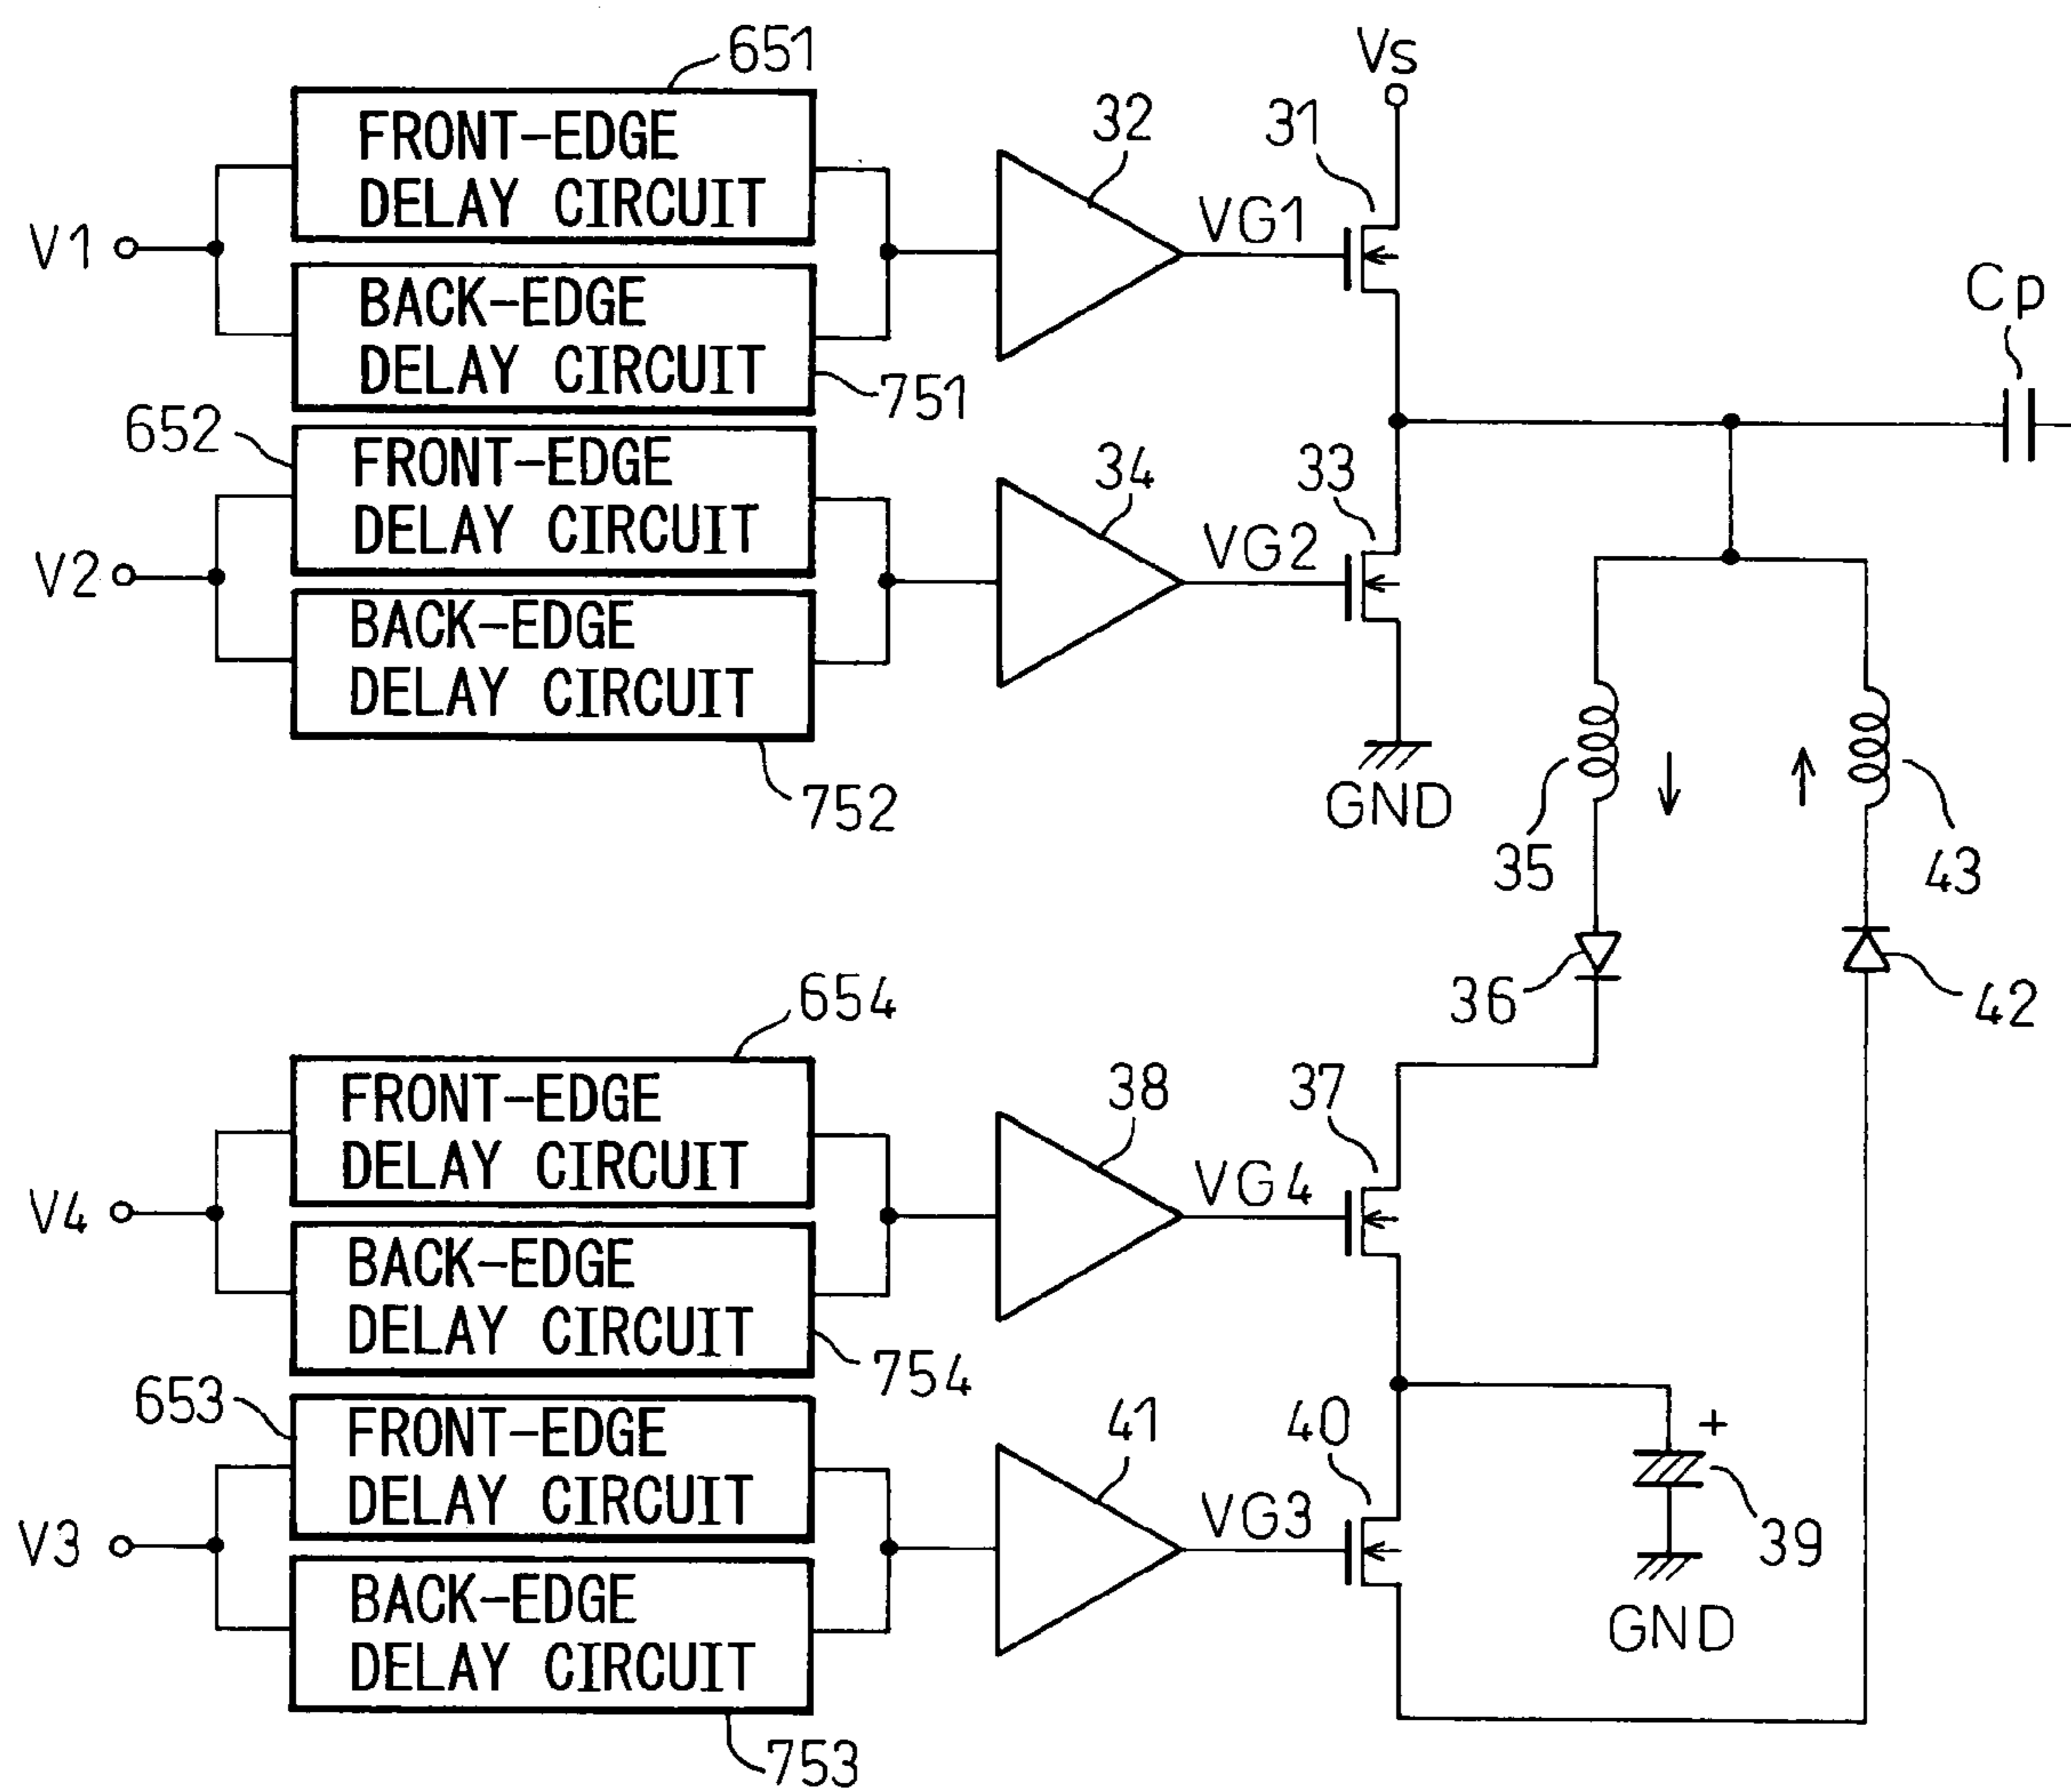 651
Vs
FRONT-EDGE
DELAY CIRCUIT
32
31
V1
VG1
BACK-EDGE
DELAY CIRCUIT
751
Cp
652
FRONT-EDGE
DELAY CIRCUIT
34
33
V2
VG2
BACK-EDGE
DELAY CIRCUIT
752
GND
35
43
36
42
654
FRONT-EDGE
DELAY CIRCUIT
38
37
V4
VG4
BACK-EDGE
DELAY CIRCUIT
754
653
FRONT-EDGE
DELAY CIRCUIT
41
40
+
39
V3
VG3
BACK-EDGE
DELAY CIRCUIT
GND
753